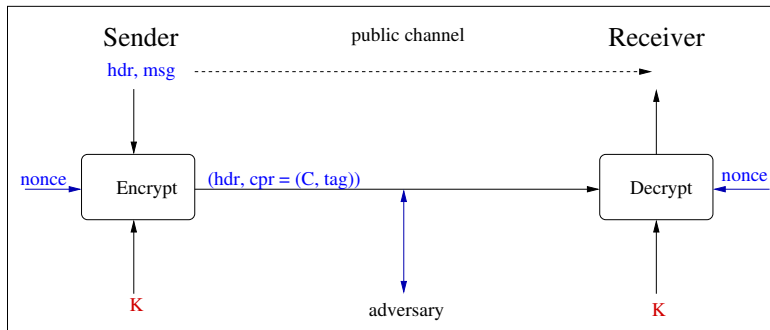 Sender
public channel
Receiver
hdr, msg
nonce
Encrypt
(hdr, cpr = (C, tag))
Decrypt
nonce
K
adversary
K